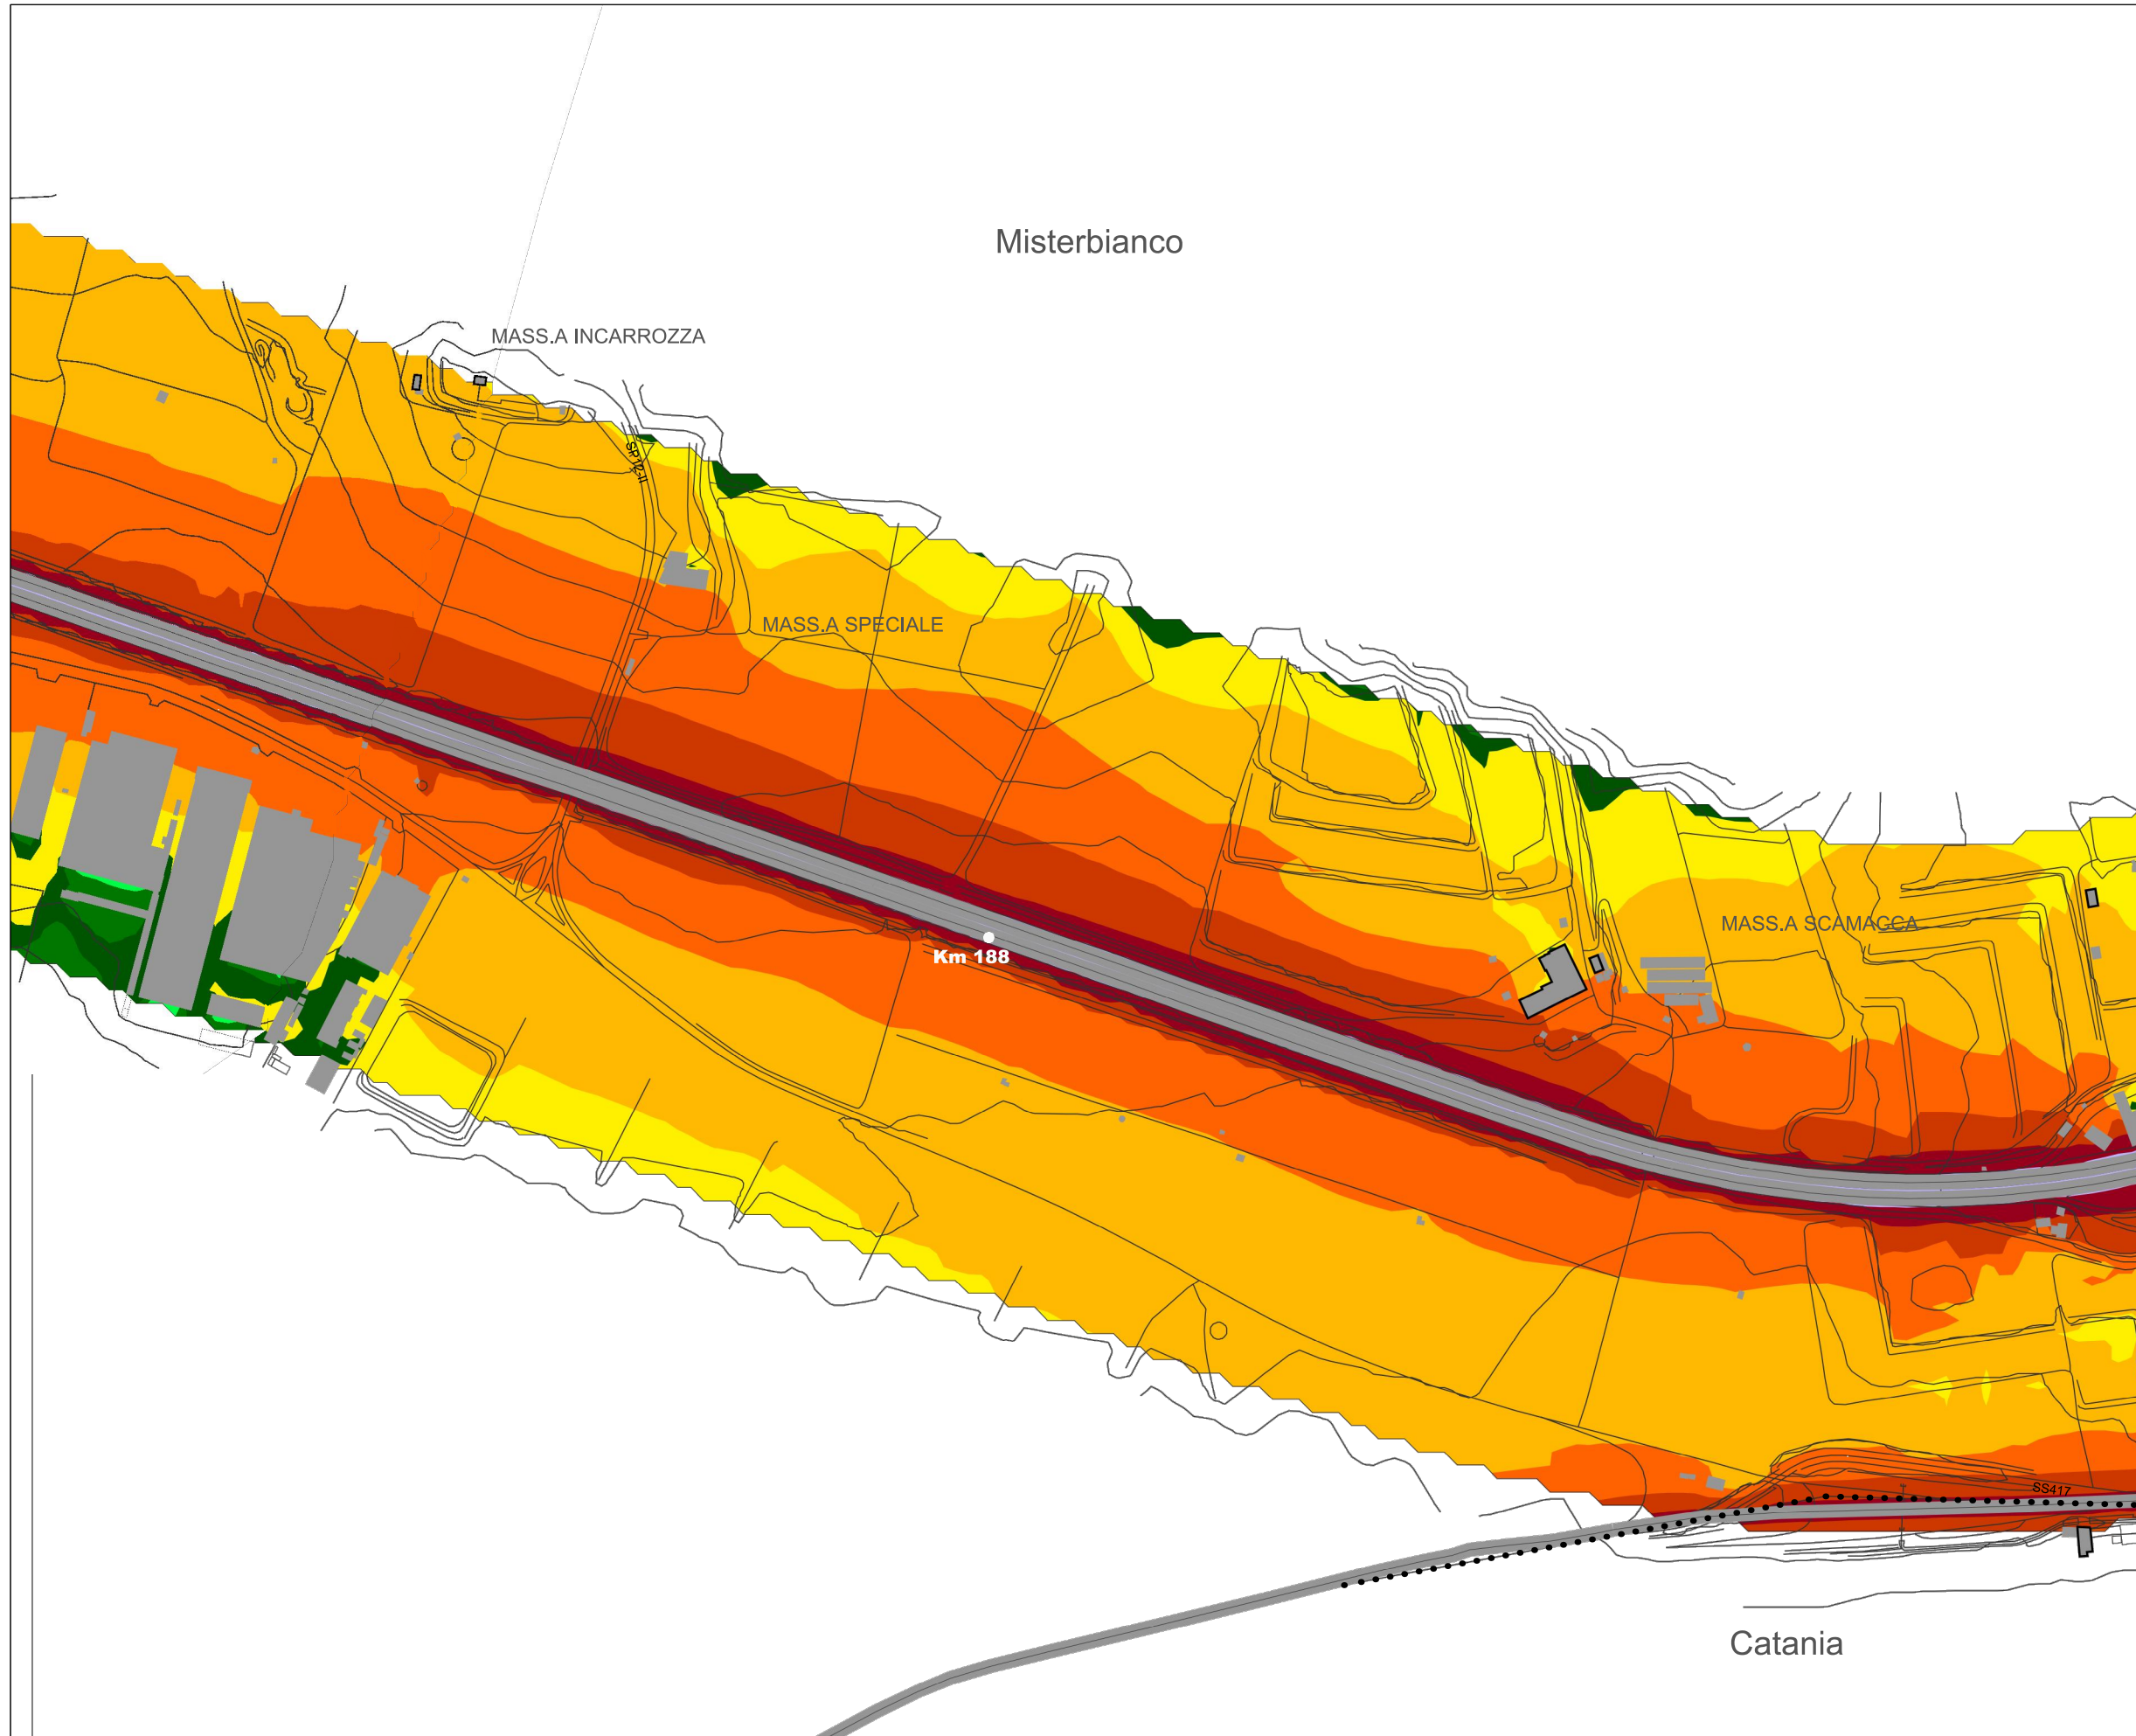 Misterbianco
MASS.A INCARROZZA
MASS.A SPECIALE
MASS.A SCAMACCA
Km 188
SS417
Catania